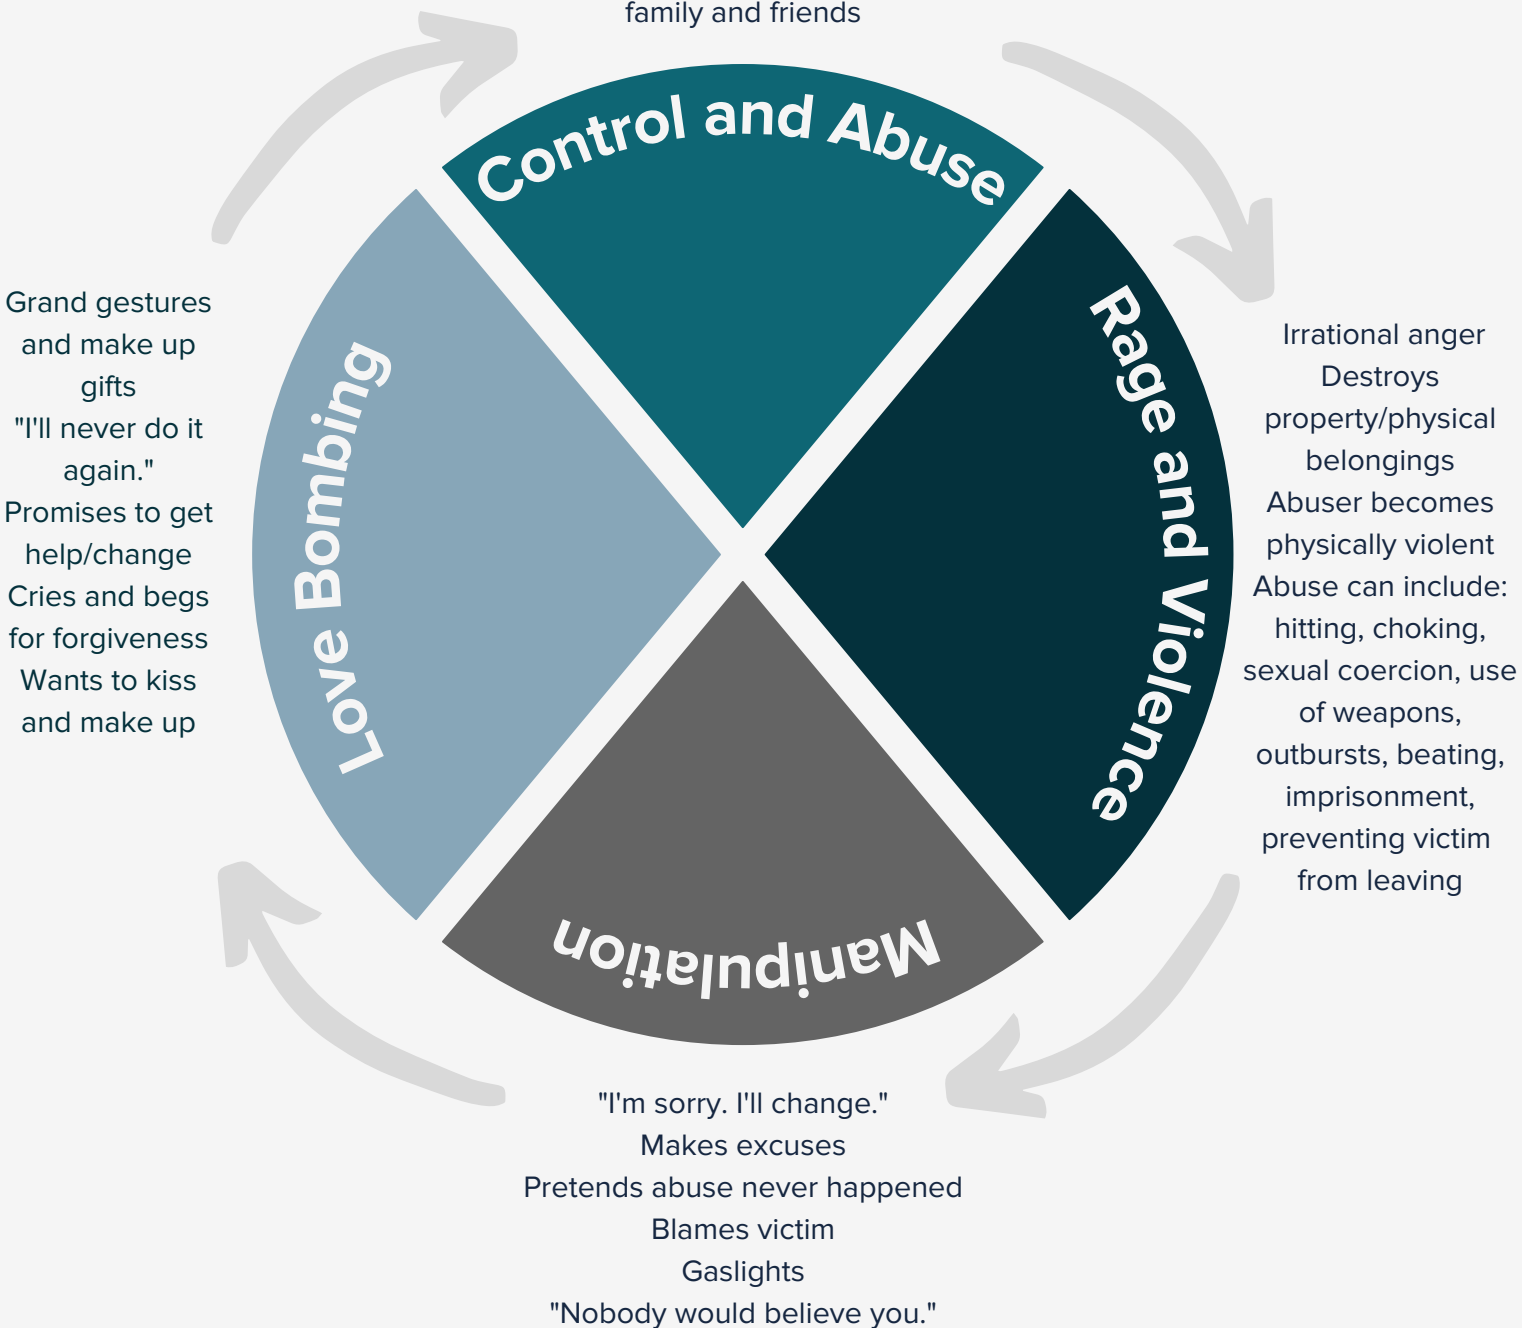 family and friends
Control and Abuse
Rage and Violence
Irrational anger
Destroys
property/physical
belongings
Abuser becomes
physically violent
Abuse can include:
hitting, choking,
sexual coercion, use
of weapons,
outbursts, beating,
imprisonment,
preventing victim
from leaving
Manipulation
"I'm sorry. I'll change."
Makes excuses
Pretends abuse never happened
Blames victim
Gaslights
"Nobody would believe you."
Love Bombing
Grand gestures
and make up
gifts
"I'll never do it
again."
Promises to get
help/change
Cries and begs
for forgiveness
Wants to kiss
and make up